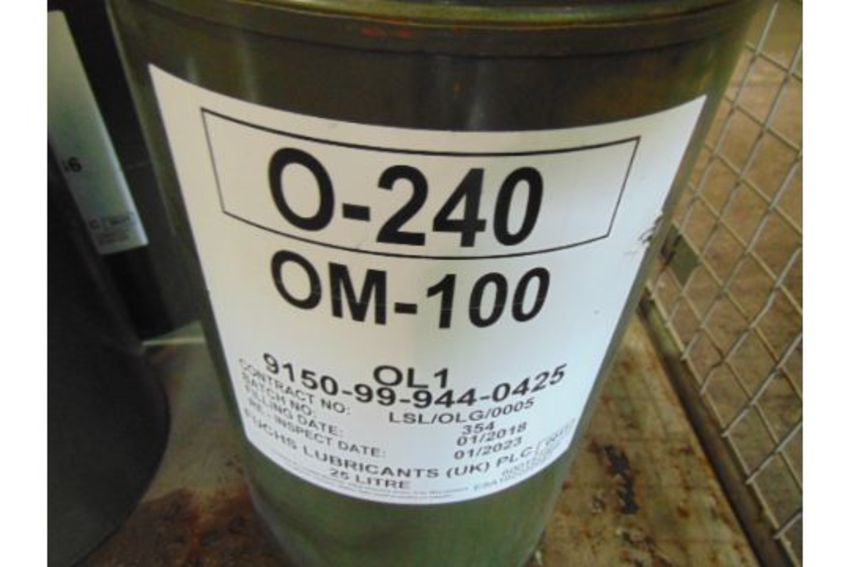 O-240
OM-100
OL1
9150-99-944-0425
CONTRACT NO: LSL/OLG/0005
BATCH NO: 354
FILLING DATE: 01/2018
RE-INSPECT DATE: 01/2023
FUCHS LUBRICANTS (UK) PLC
25 LITRE